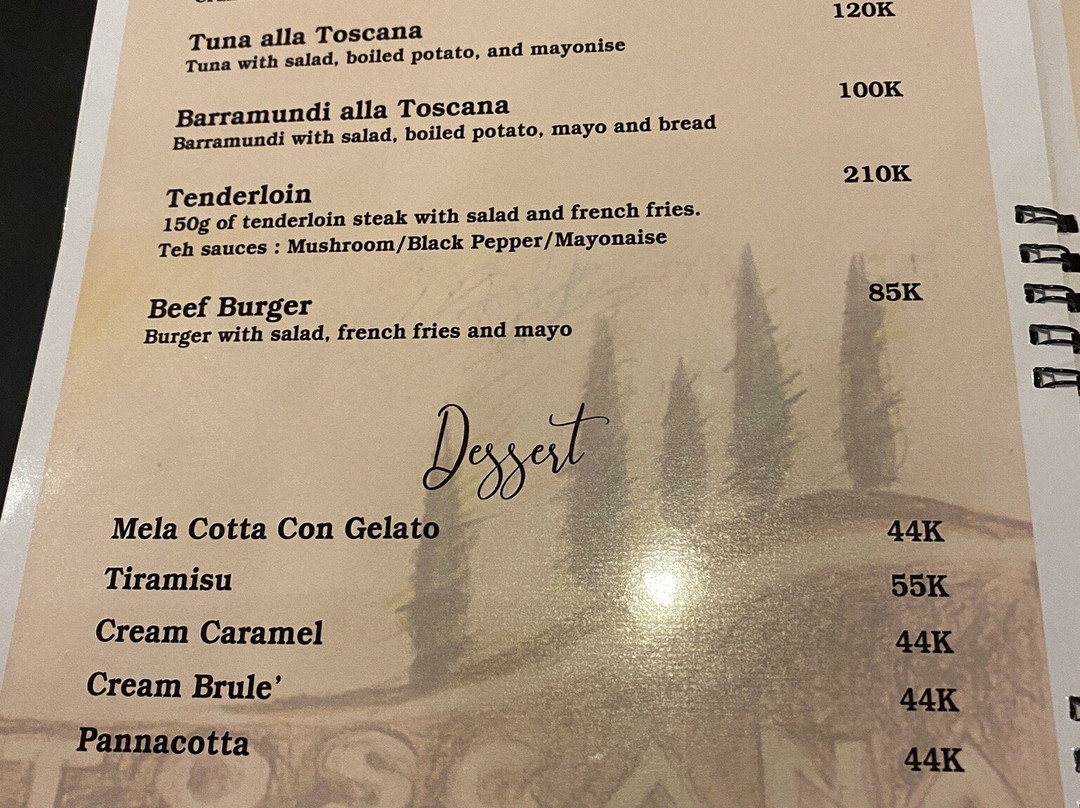 120K
Tuna alla Toscana
Tuna with salad, boiled potato, and mayonise
100K
Barramundi alla Toscana
Barramundi with salad, boiled potato, mayo and bread
210K
Tenderloin
150g of tenderloin steak with salad and french fries.
Teh sauces : Mushroom/Black Pepper/Mayonaise
85K
Beef Burger
Burger with salad, french fries and mayo
Dessert
Mela Cotta Con Gelato 44K
Tiramisu 55K
Cream Caramel 44K
Cream Brule’ 44K
Pannacotta 44K
TOSCANA